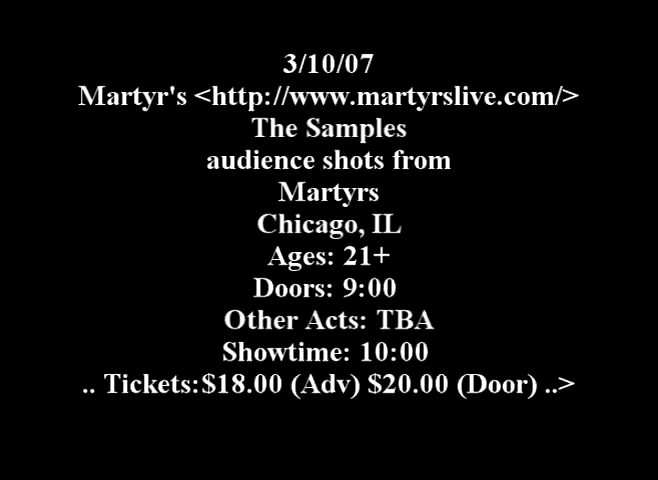 3/10/07
Martyr's <http://www.martyrslive.com/>
The Samples
audience shots from
Martyrs
Chicago, IL
Ages: 21+
Doors: 9:00
Other Acts: TBA
Showtime: 10:00
.. Tickets:$18.00 (Adv) $20.00 (Door) ..>